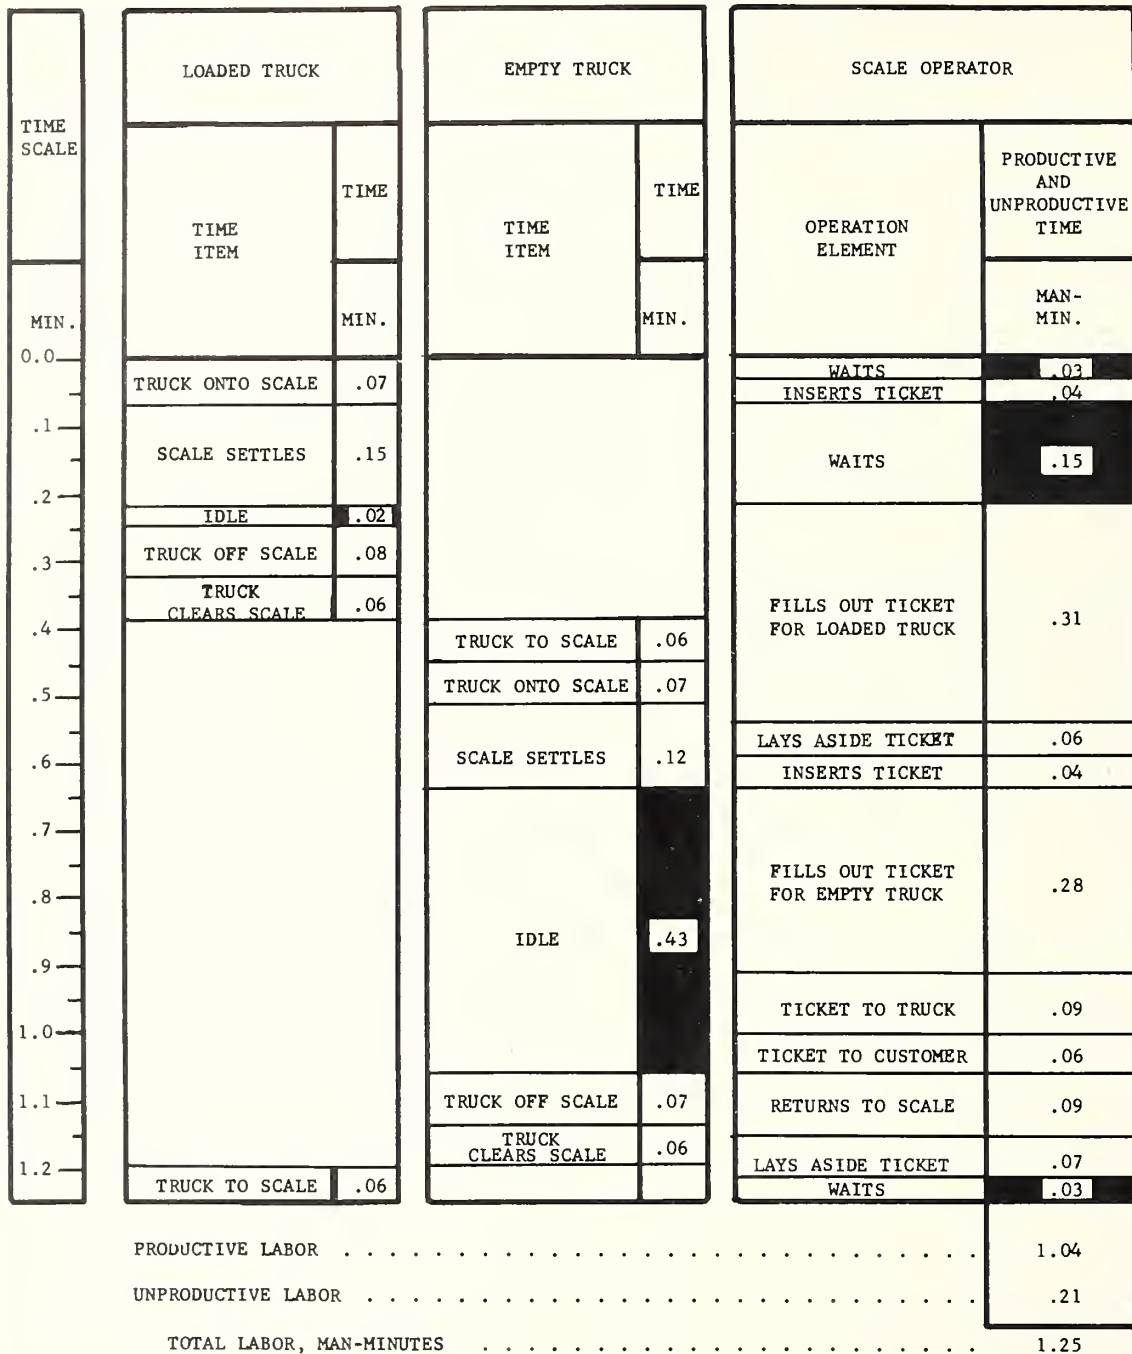 LOADED TRUCK
EMPTY TRUCK
SCALE OPERATOR
TIME
SCALE
TIME
ITEM
TIME
TIME
ITEM
TIME
OPERATION
ELEMENT
PRODUCTIVE
AND
UNPRODUCTIVE
TIME
MIN.
MIN.
MIN.
MAN-
MIN.
0.0
.1
.2
.3
.4
.5
.6
.7
.8
.9
1.0
1.1
1.2
TRUCK ONTO SCALE .07
SCALE SETTLES .15
IDLE .02
TRUCK OFF SCALE .08
TRUCK
CLEARS SCALE .06
TRUCK TO SCALE .06
TRUCK TO SCALE .06
TRUCK ONTO SCALE .07
SCALE SETTLES .12
IDLE .43
TRUCK OFF SCALE .07
TRUCK
CLEARS SCALE .06
WAITS .03
INSERTS TICKET .04
WAITS .15
FILLS OUT TICKET
FOR LOADED TRUCK .31
LAYS ASIDE TICKET .06
INSERTS TICKET .04
FILLS OUT TICKET
FOR EMPTY TRUCK .28
TICKET TO TRUCK .09
TICKET TO CUSTOMER .06
RETURNS TO SCALE .09
LAYS ASIDE TICKET .07
WAITS .03
PRODUCTIVE LABOR . . . . . . . . . . . . . . . . . . . . . . . . . . . . 1.04
UNPRODUCTIVE LABOR . . . . . . . . . . . . . . . . . . . . . . . . . . . .21
TOTAL LABOR, MAN-MINUTES . . . . . . . . . . . . . . . . . . . . . . 1.25